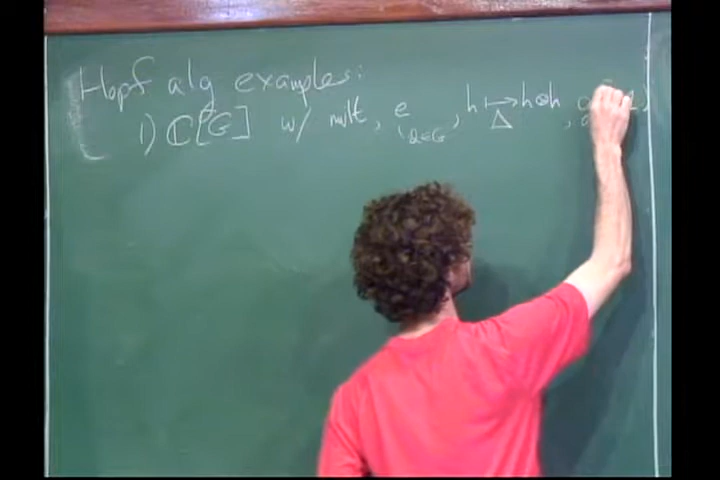 Hopf alg examples:
1) ℂ[G] w/ mult, e , h ↦ h⊗h ,
1·e∈G Δ